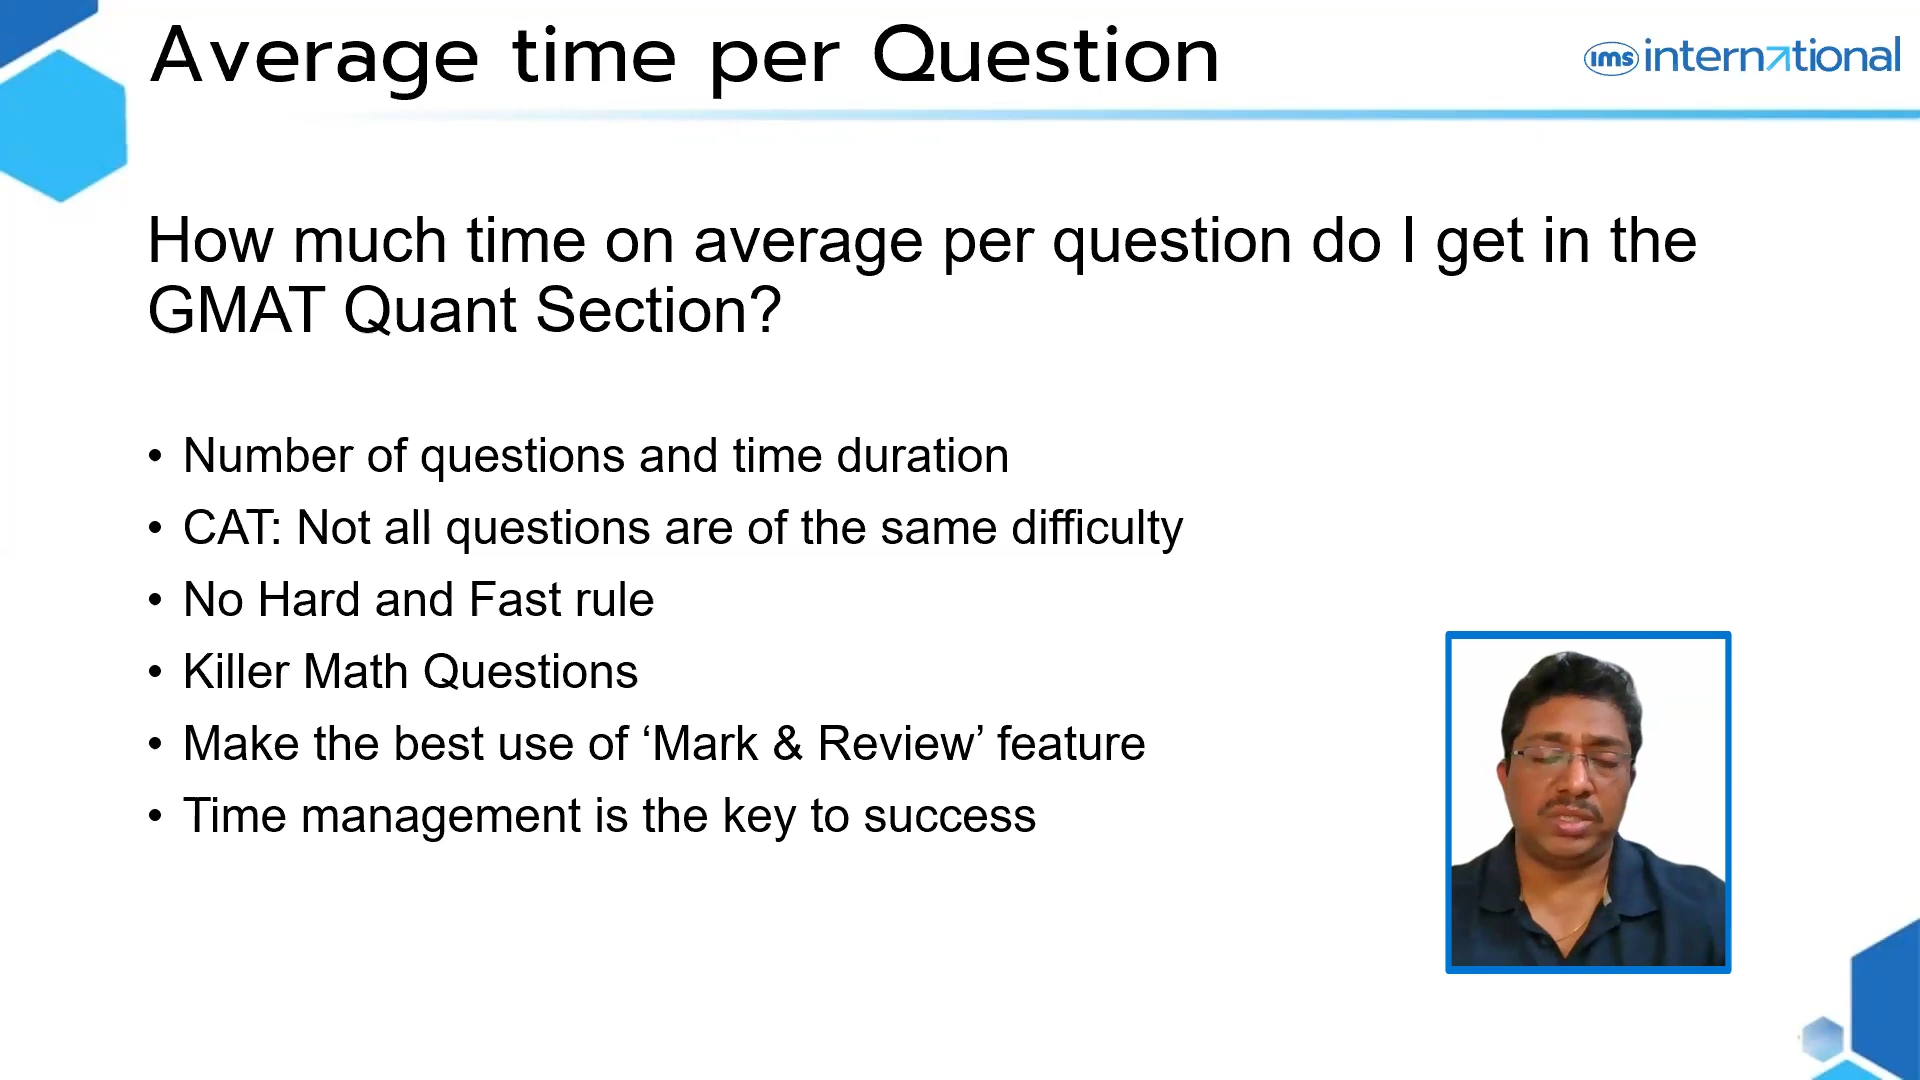 Average time per Question
ims international
How much time on average per question do I get in the
GMAT Quant Section?
• Number of questions and time duration
• CAT: Not all questions are of the same difficulty
• No Hard and Fast rule
• Killer Math Questions
• Make the best use of ‘Mark & Review’ feature
• Time management is the key to success